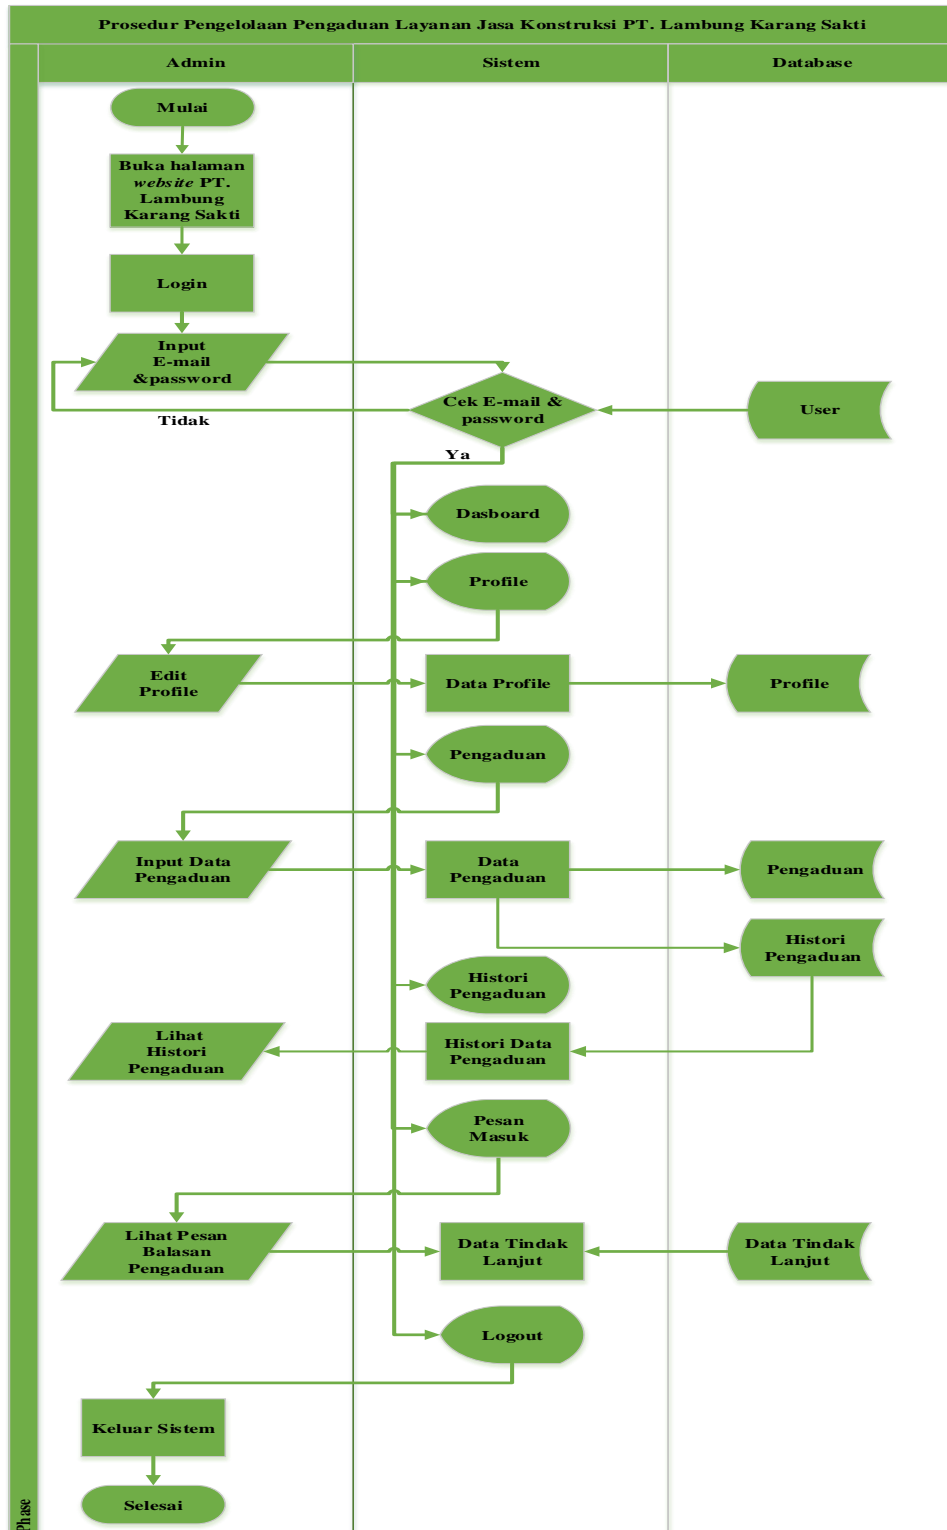 Prosedur Pengelolaan Pengaduan Layanan Jasa Konstruksi PT. Lambung Karang Sakti
Admin
Sistem
Database
Mulai
Buka halaman
website PT.
Lambung
Karang Sakti
Login
Input
E-mail
&password
Cek E-mail &
password
User
Tidak
Ya
Dasboard
Profile
Edit
Profile
Data Profile
Profile
Pengaduan
Input Data
Pengaduan
Data
Pengaduan
Pengaduan
Histori
Pengaduan
Histori
Pengaduan
Lihat
Histori
Pengaduan
Histori Data
Pengaduan
Pesan
Masuk
Lihat Pesan
Balasan
Pengaduan
Data Tindak
Lanjut
Data Tindak
Lanjut
Logout
Keluar Sistem
Selesai
Phase